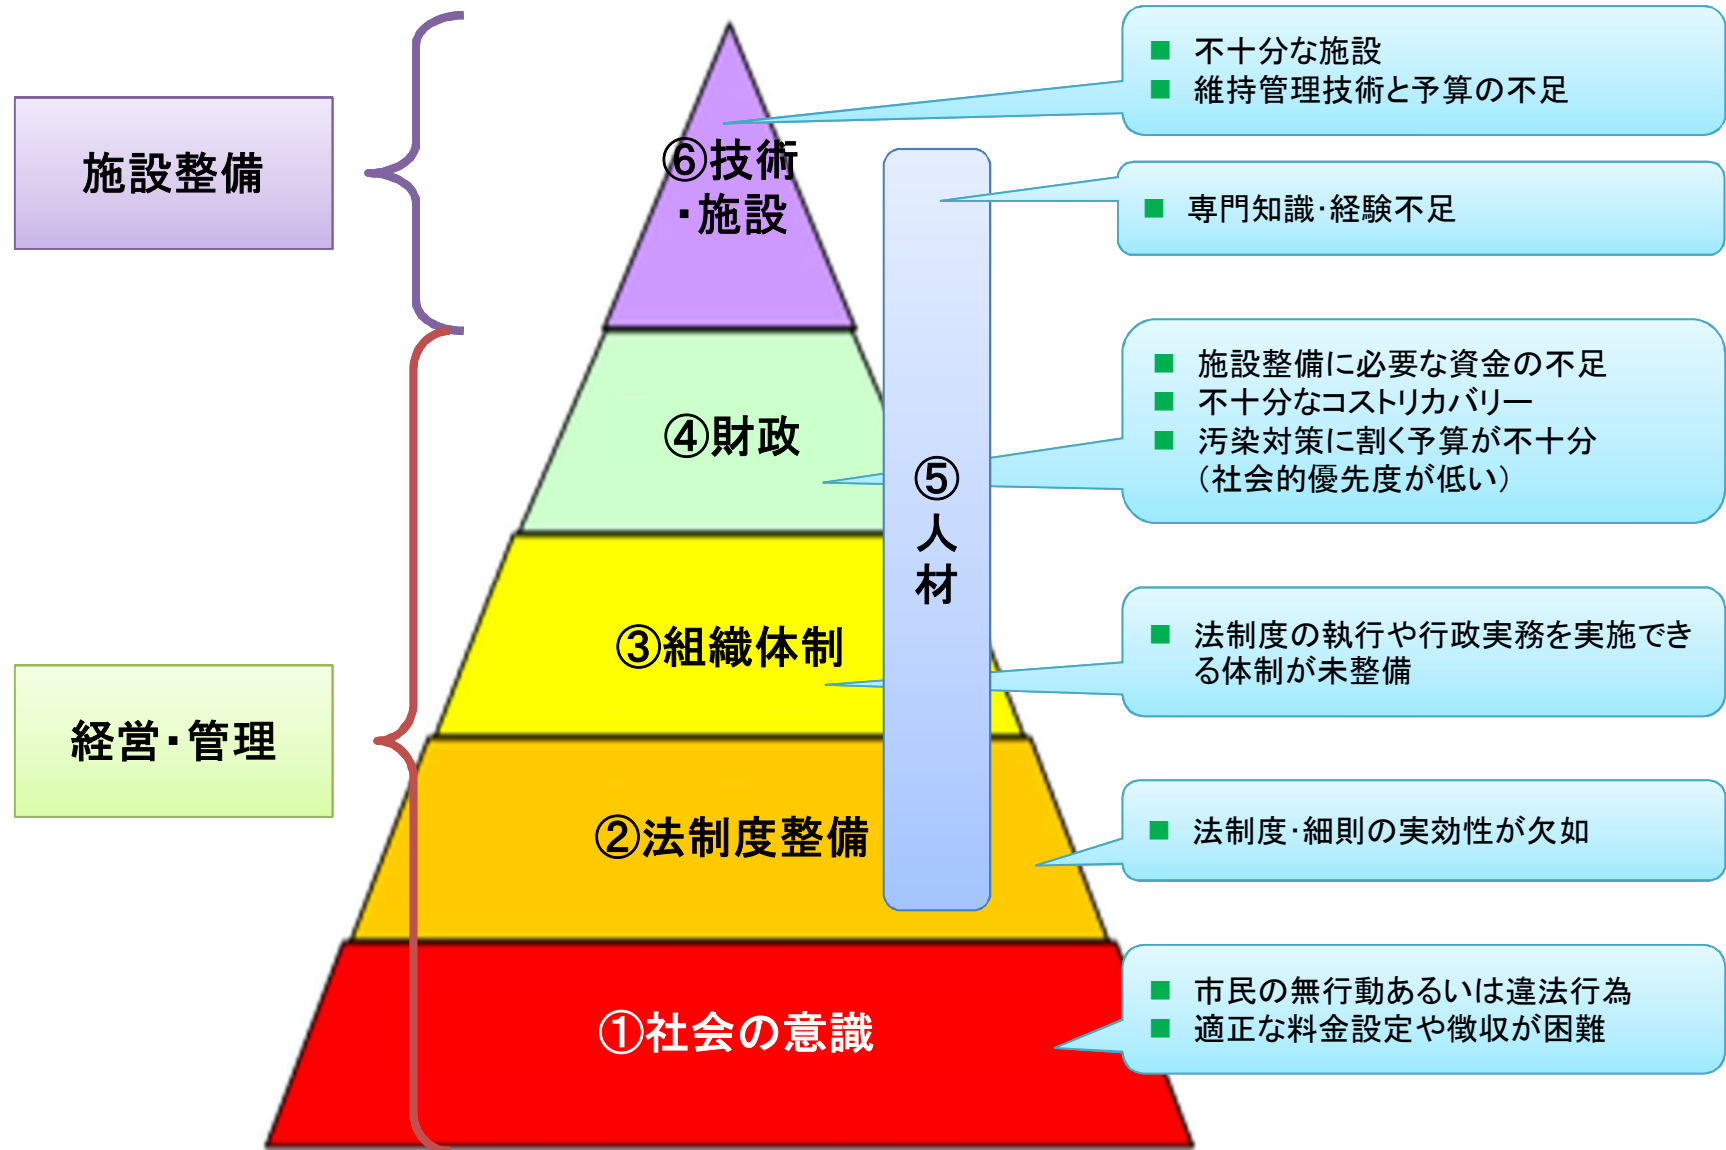 不十分な施設
維持管理技術と予算の不足
施設整備
⑥技術
・施設
専門知識・経験不足
施設整備に必要な資金の不足
不十分なコストリカバリー
汚染対策に割く予算が不十分
（社会的優先度が低い）
④財政
⑤
人
材
③組織体制
法制度の執行や行政実務を実施でき
る体制が未整備
経営・管理
②法制度整備
法制度・細則の実効性が欠如
①社会の意識
市民の無行動あるいは違法行為
適正な料金設定や徴収が困難